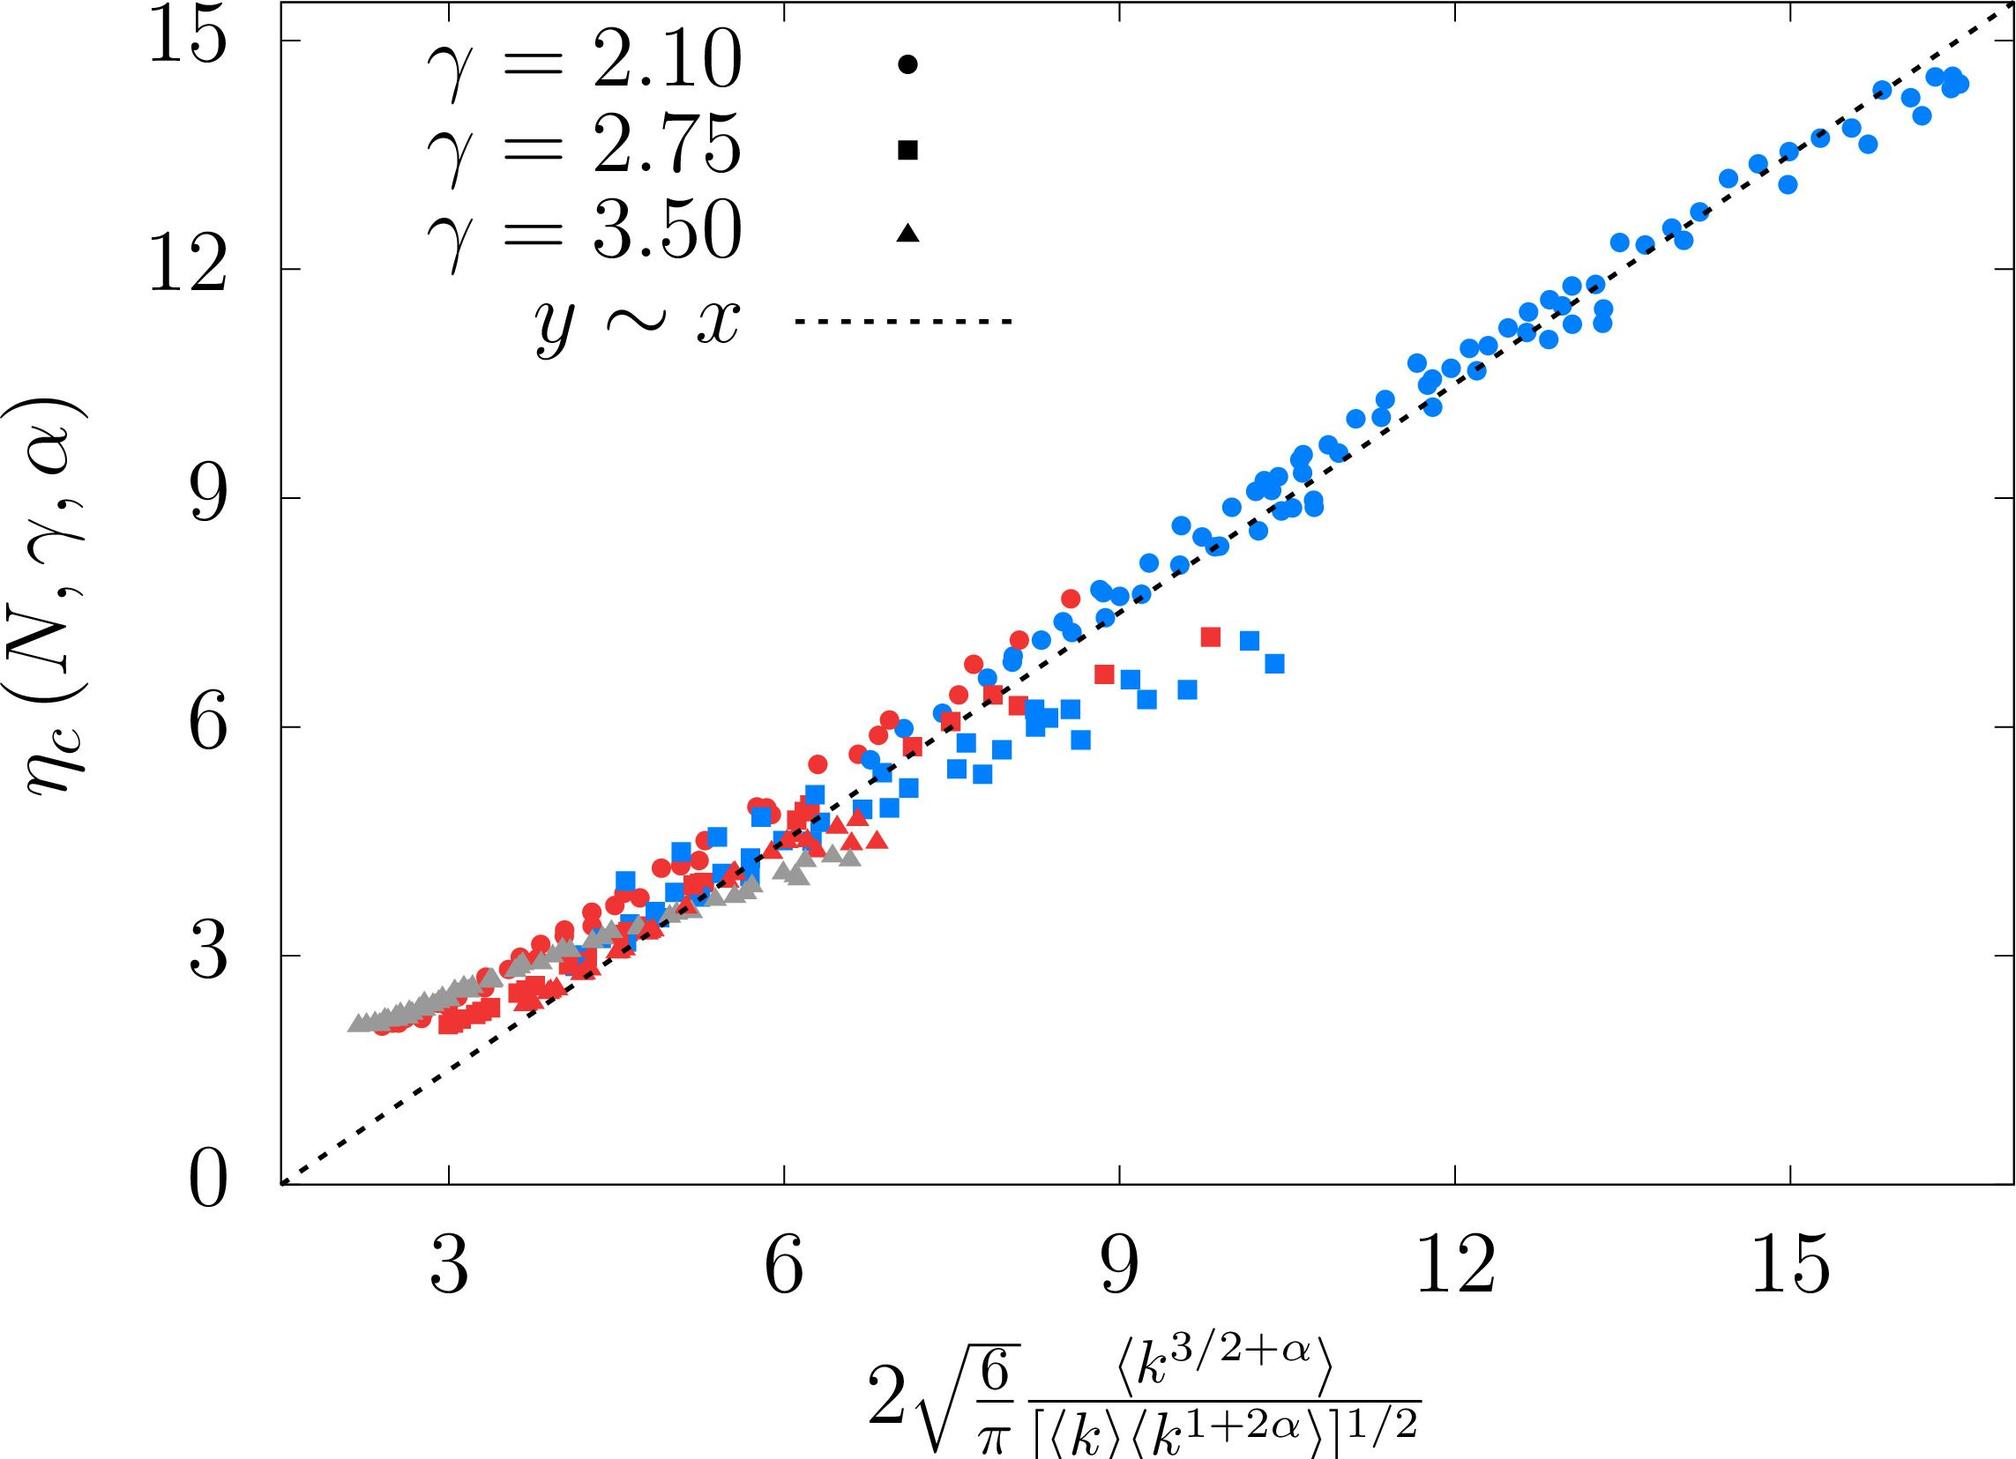 15
12
9
6
3
0
η_c (N, γ, α)
γ = 2.10
γ = 2.75
γ = 3.50
y ∼ x
3 6 9 12 15
2√(6/π) ⟨k^{3/2+α}⟩ / [⟨k⟩⟨k^{1+2α}⟩]^{1/2}